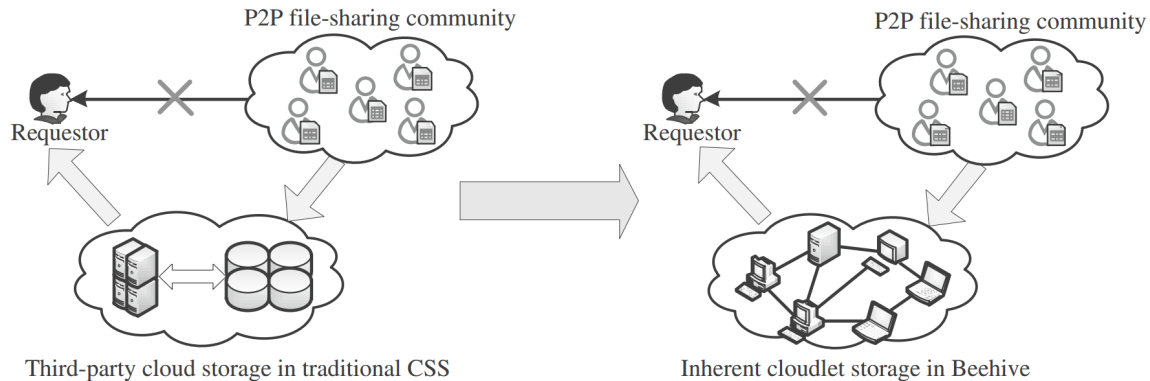 P2P file-sharing community
Requestor
Third-party cloud storage in traditional CSS
P2P file-sharing community
Requestor
Inherent cloudlet storage in Beehive